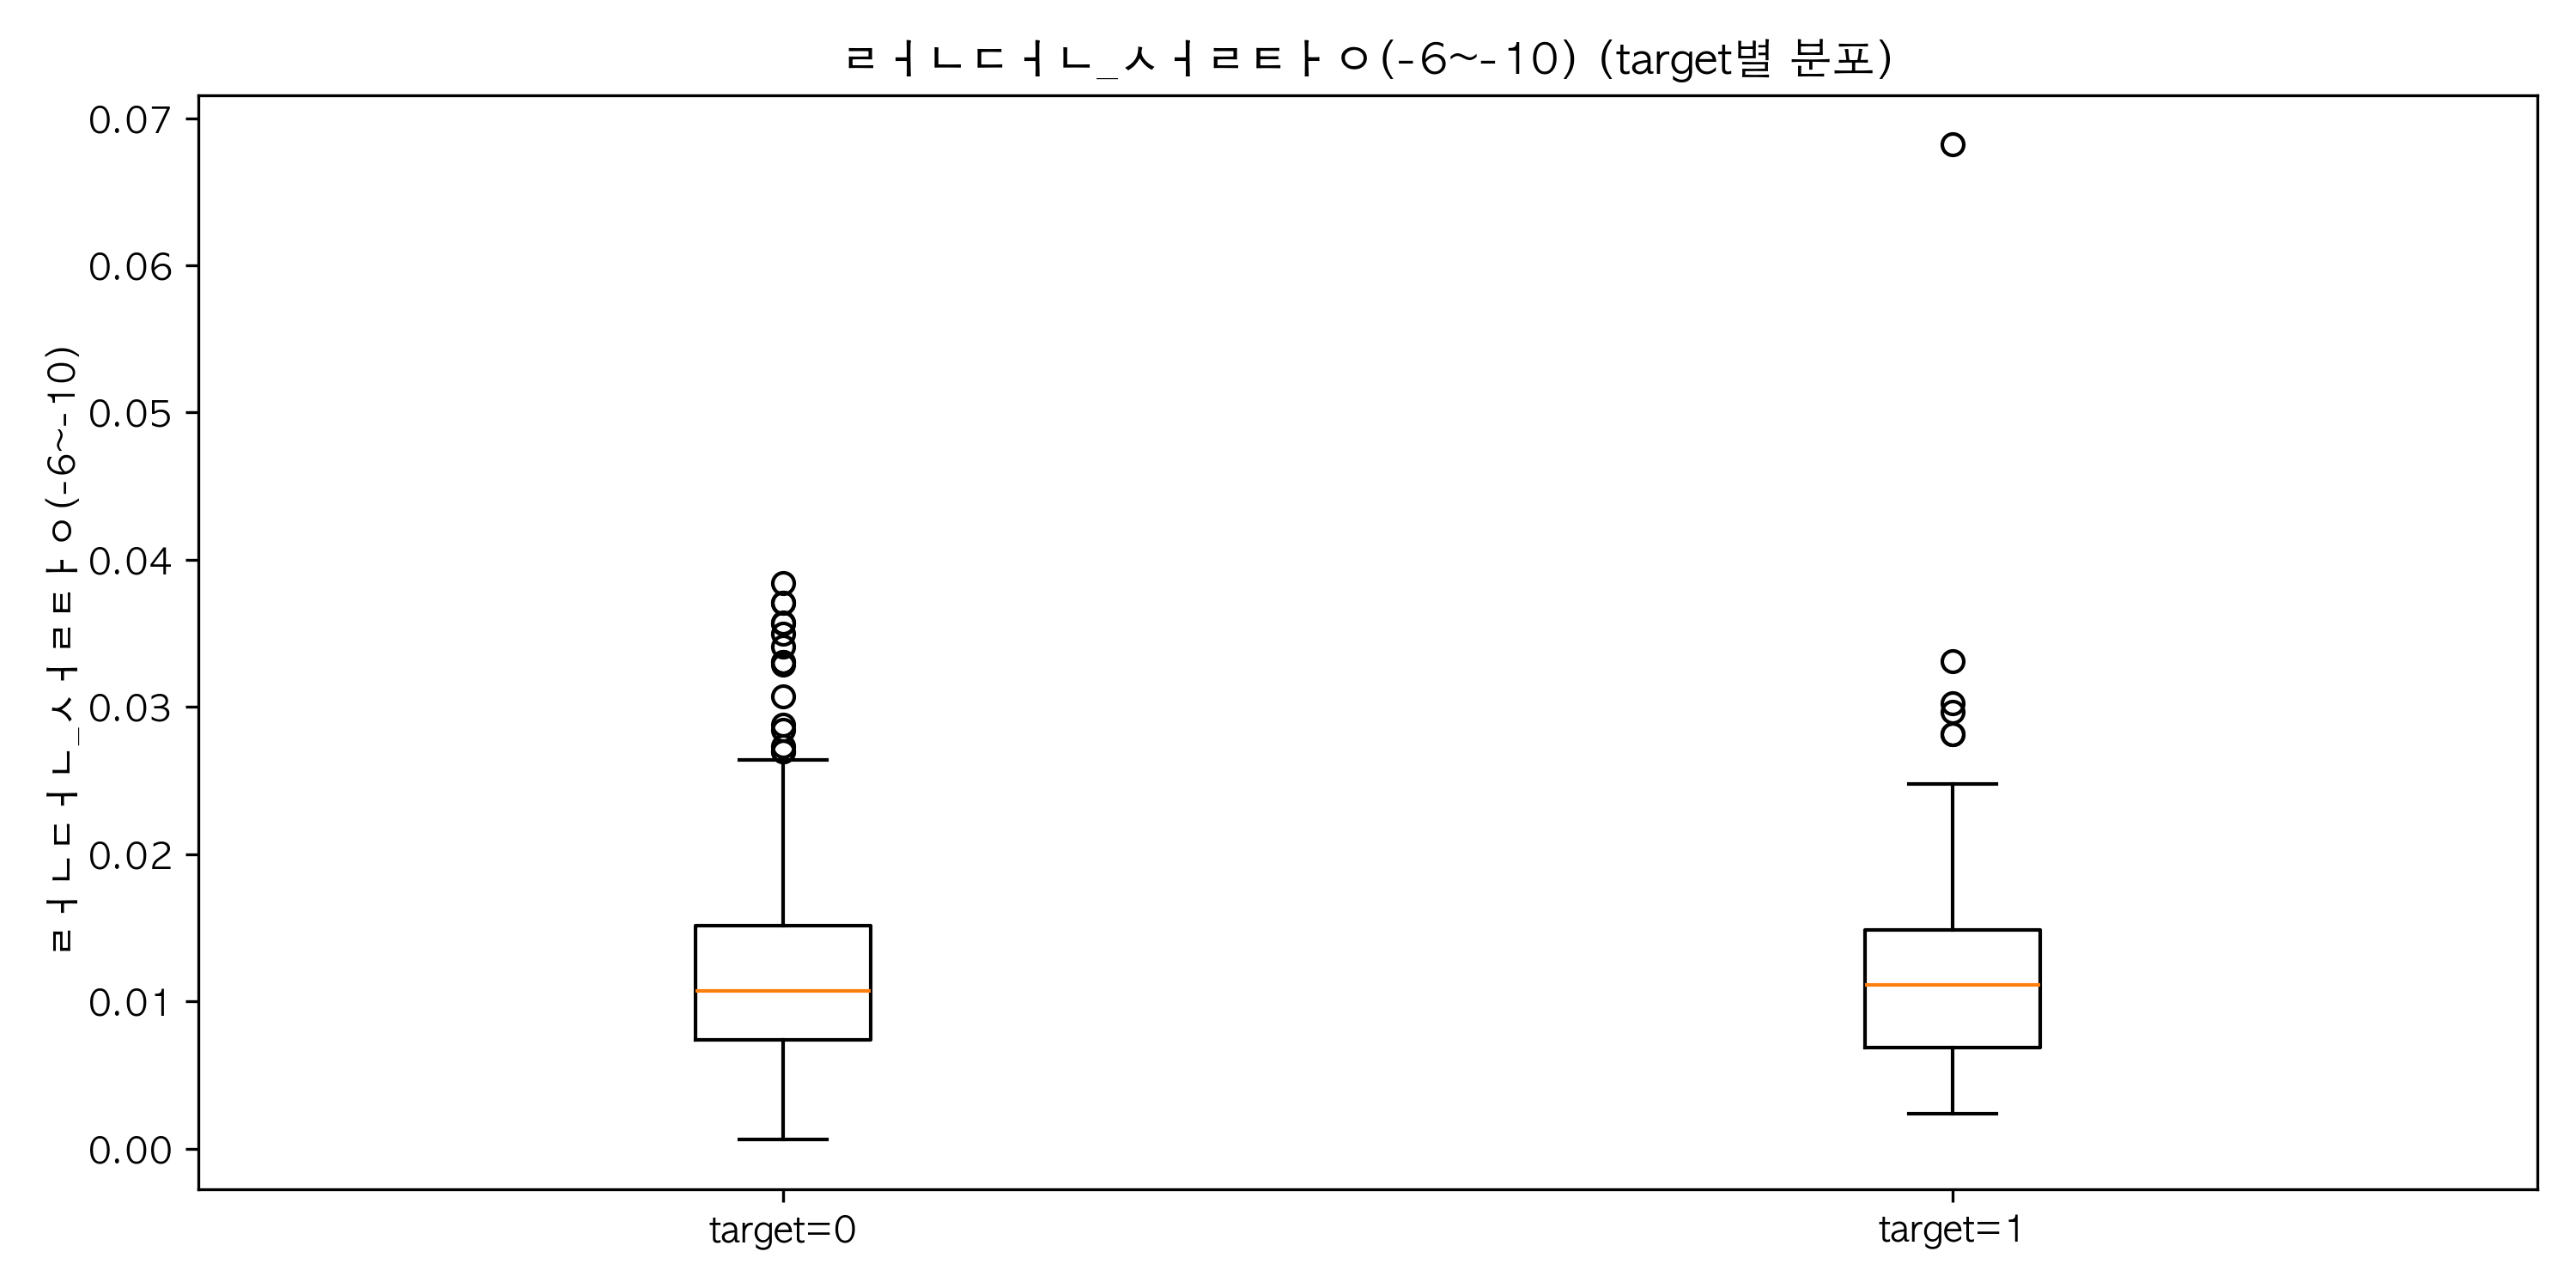 ㄹㅓㄴㄷㅓㄴ_ㅅㅓㄹㅌㅏㅇ(-6~-10) (target별 분포)
ㄹㅓㄴㄷㅓㄴ_ㅅㅓㄹㅌㅏㅇ(-6~-10)
0.07
0.06
0.05
0.04
0.03
0.02
0.01
0.00
target=0
target=1